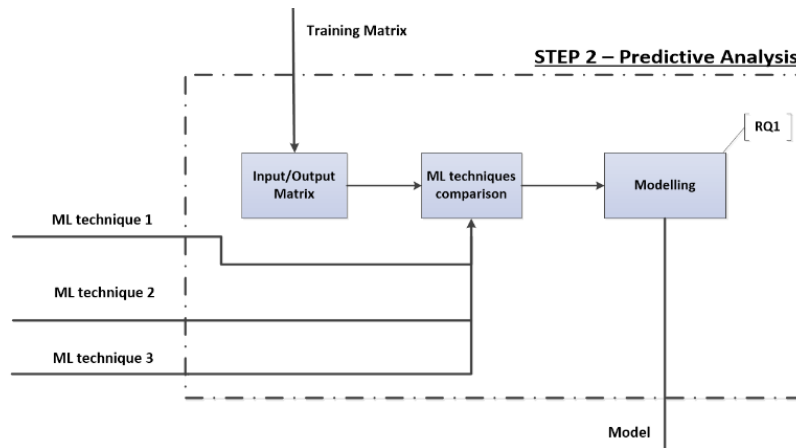 Training Matrix
STEP 2 – Predictive Analysis
RQ1
Input/Output
Matrix
ML techniques
comparison
Modelling
ML technique 1
ML technique 2
ML technique 3
Model